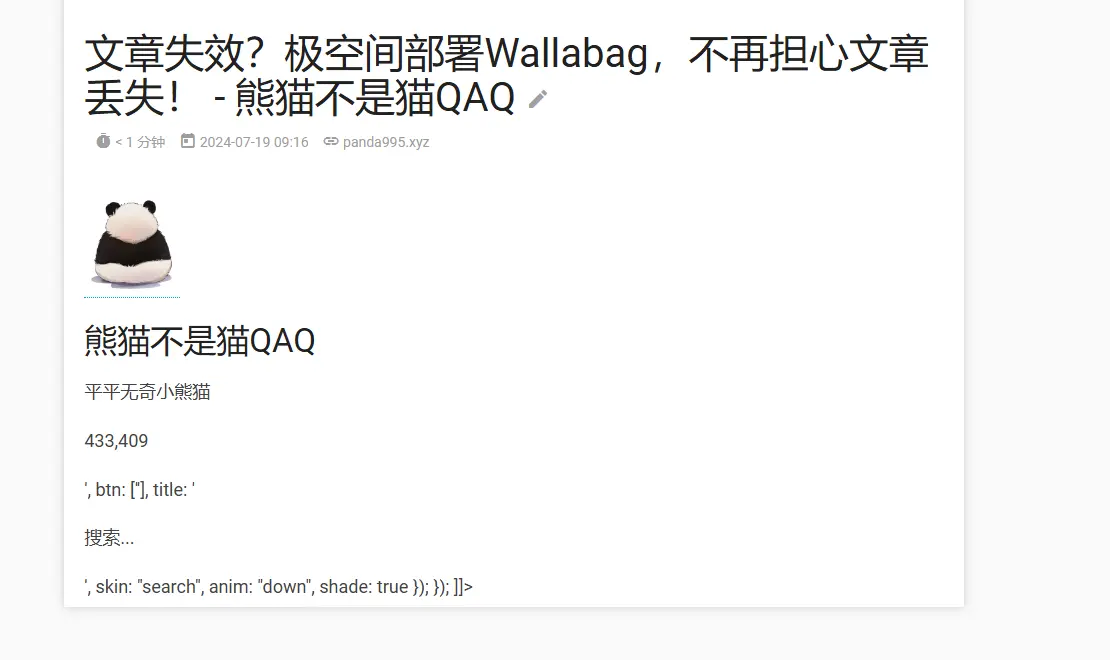 文章失效？极空间部署Wallabag，不再担心文章
丢失！ - 熊猫不是猫QAQ
< 1 分钟 2024-07-19 09:16 panda995.xyz
熊猫不是猫QAQ
平平无奇小熊猫
433,409
', btn: [''], title: '
搜索...
', skin: "search", anim: "down", shade: true }); }); ]]>